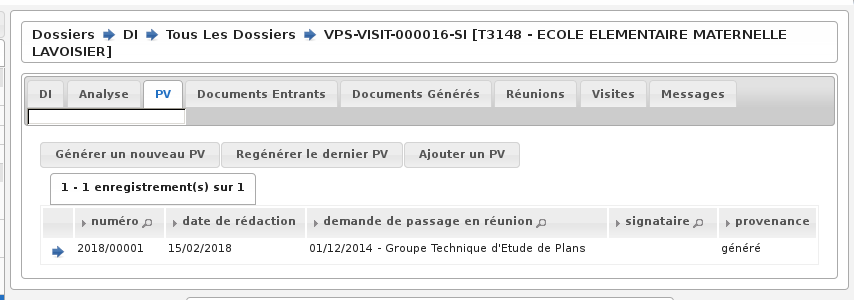 Dossiers DI Tous Les Dossiers VPS-VISIT-000016-SI [T3148 - ECOLE ELEMENTAIRE MATERNELLE
LAVOISIER]
DI Analyse PV Documents Entrants Documents Générés Réunions Visites Messages
Générer un nouveau PV Regénérer le dernier PV Ajouter un PV
1 - 1 enregistrement(s) sur 1
numéro date de rédaction demande de passage en réunion signataire provenance
2018/00001 15/02/2018 01/12/2014 - Groupe Technique d'Etude de Plans généré